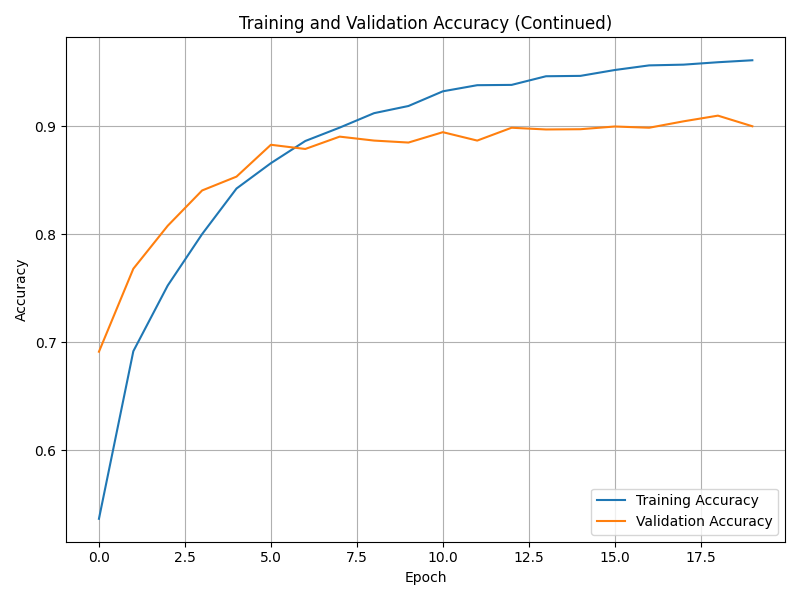 Training and Validation Accuracy (Continued)
Accuracy
0.9
0.8
0.7
0.6
Training Accuracy
Validation Accuracy
0.0 2.5 5.0 7.5 10.0 12.5 15.0 17.5
Epoch